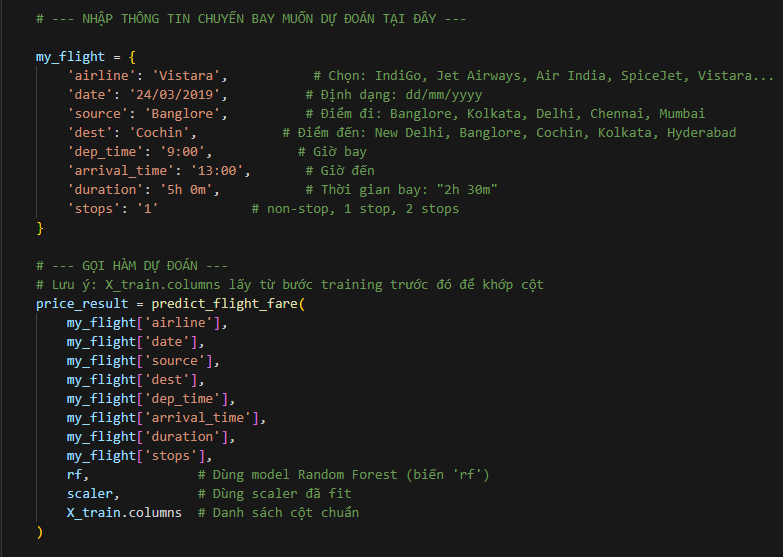 # --- NHẬP THÔNG TIN CHUYẾN BAY MUỐN DỰ ĐOÁN TẠI ĐÂY ---
my_flight = {
    'airline': 'Vistara',           # Chọn: IndiGo, Jet Airways, Air India, SpiceJet, Vistara...
    'date': '24/03/2019',          # Định dạng: dd/mm/yyyy
    'source': 'Banglore',          # Điểm đi: Banglore, Kolkata, Delhi, Chennai, Mumbai
    'dest': 'Cochin',           # Điểm đến: New Delhi, Banglore, Cochin, Kolkata, Hyderabad
    'dep_time': '9:00',           # Giờ bay
    'arrival_time': '13:00',       # Giờ đến
    'duration': '5h 0m',           # Thời gian bay: "2h 30m"
    'stops': '1'            # non-stop, 1 stop, 2 stops
}
# --- GỌI HÀM DỰ ĐOÁN ---
# Lưu ý: X_train.columns lấy từ bước training trước đó để khớp cột
price_result = predict_flight_fare(
    my_flight['airline'],
    my_flight['date'],
    my_flight['source'],
    my_flight['dest'],
    my_flight['dep_time'],
    my_flight['arrival_time'],
    my_flight['duration'],
    my_flight['stops'],
    rf,              # Dùng model Random Forest (biến 'rf')
    scaler,          # Dùng scaler đã fit
    X_train.columns  # Danh sách cột chuẩn
)